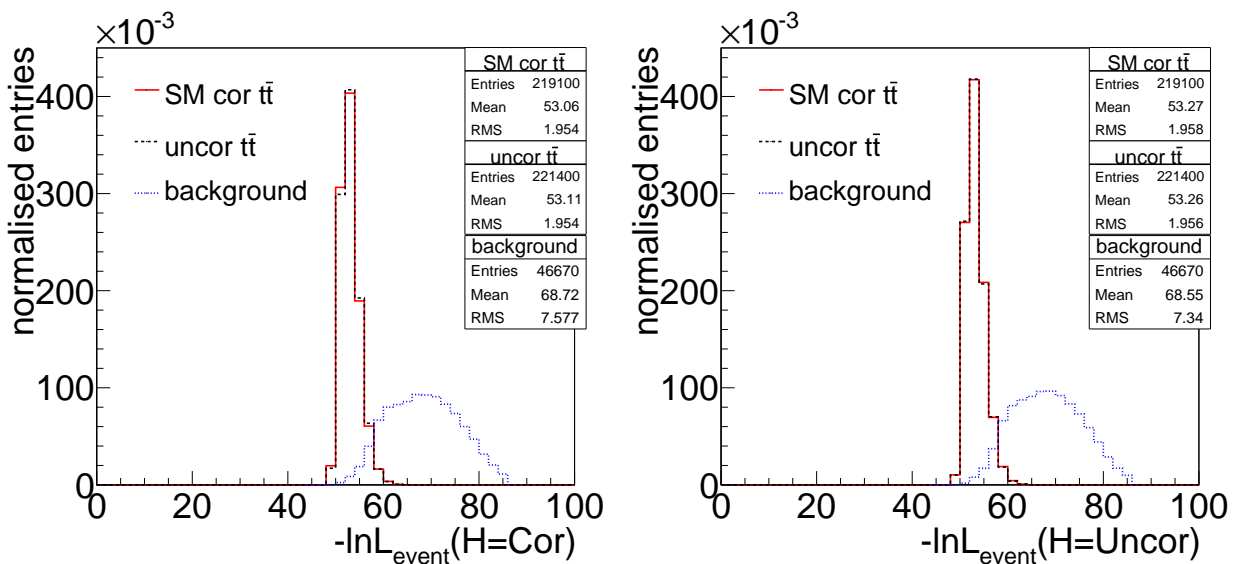 ×10⁻³
normalised entries
400
300
200
100
0
0 20 40 60 80 100
-lnL_event(H=Cor)
SM cor tt̄
uncor tt̄
background
SM cor tt̄
Entries 219100
Mean 53.06
RMS 1.954
uncor tt̄
Entries 221400
Mean 53.11
RMS 1.954
background
Entries 46670
Mean 68.72
RMS 7.577
×10⁻³
normalised entries
400
300
200
100
0
0 20 40 60 80 100
-lnL_event(H=Uncor)
SM cor tt̄
uncor tt̄
background
SM cor tt̄
Entries 219100
Mean 53.27
RMS 1.958
uncor tt̄
Entries 221400
Mean 53.26
RMS 1.956
background
Entries 46670
Mean 68.55
RMS 7.34